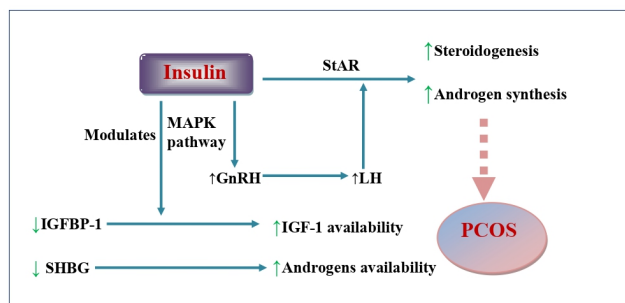 StAR
↑Steroidogenesis
Insulin
↑Androgen synthesis
Modulates
MAPK
pathway
↑GnRH
↑LH
↓IGFBP-1
↑IGF-1 availability
PCOS
↓ SHBG
↑Androgens availability